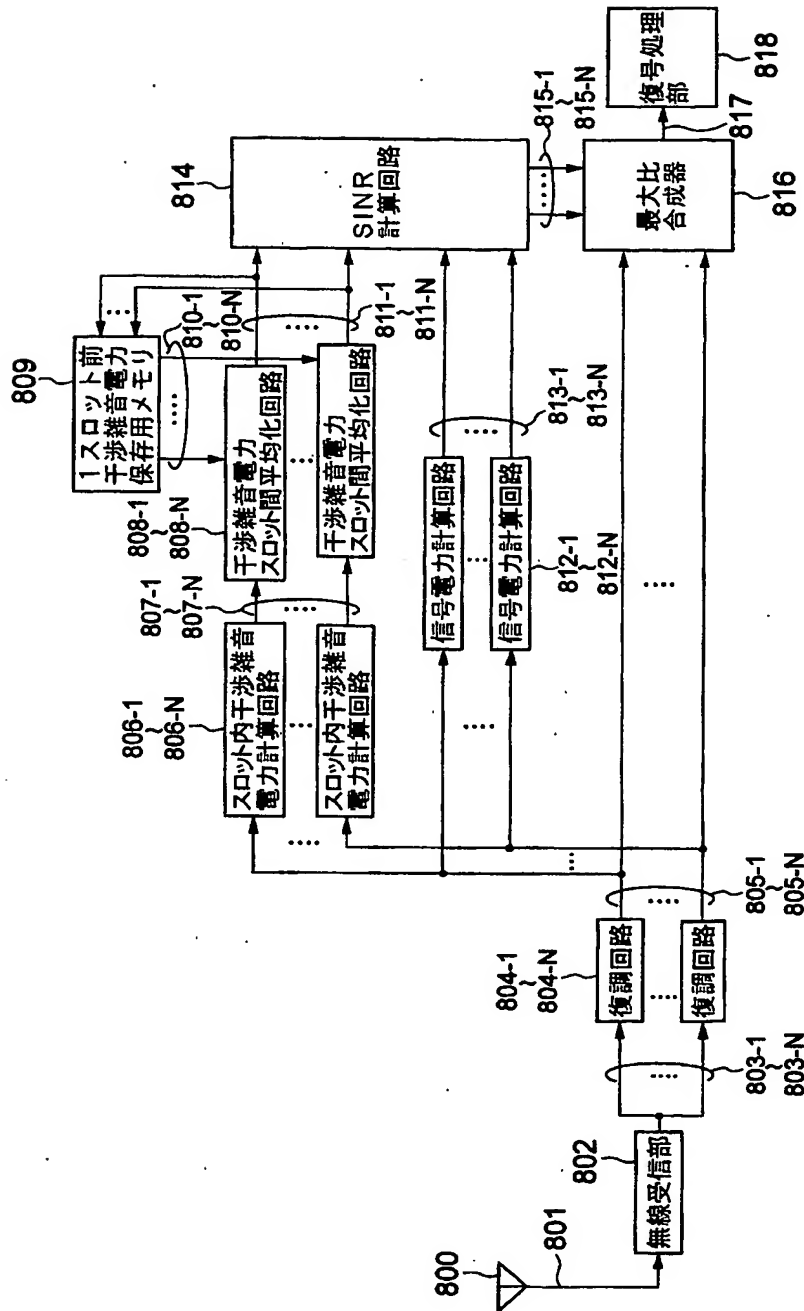 800
801
802
無線受信部
803-1
~803-N
804-1
~804-N
復調回路
復調回路
805-1
~805-N
806-1
~806-N
スロット内干渉雑音
電力計算回路
スロット内干渉雑音
電力計算回路
807-1
~807-N
808-1
~808-N
干渉雑音電力
スロット間平均化回路
干渉雑音電力
スロット間平均化回路
809
1スロット前
干渉雑音電力
保存用メモリ
810-1
~810-N
811-1
~811-N
信号電力計算回路
信号電力計算回路
812-1
~812-N
813-1
~813-N
814
SINR
計算回路
815-1
~815-N
最大比
合成器
816
817
復号処理
部
818